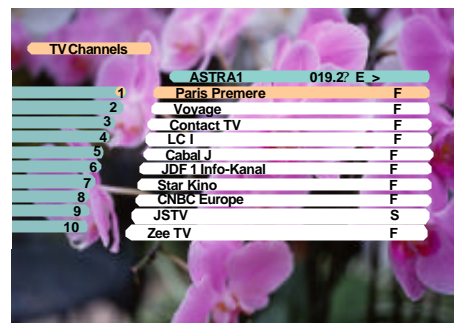 TV Channels
ASTRA1 019.2? E >
1 Paris Premere F
2 Voyage F
3 Contact TV F
4 LC I F
5 Cabal J F
6 JDF 1 Info-Kanal F
7 Star Kino F
8 CNBC Europe F
9 JSTV S
10 Zee TV F